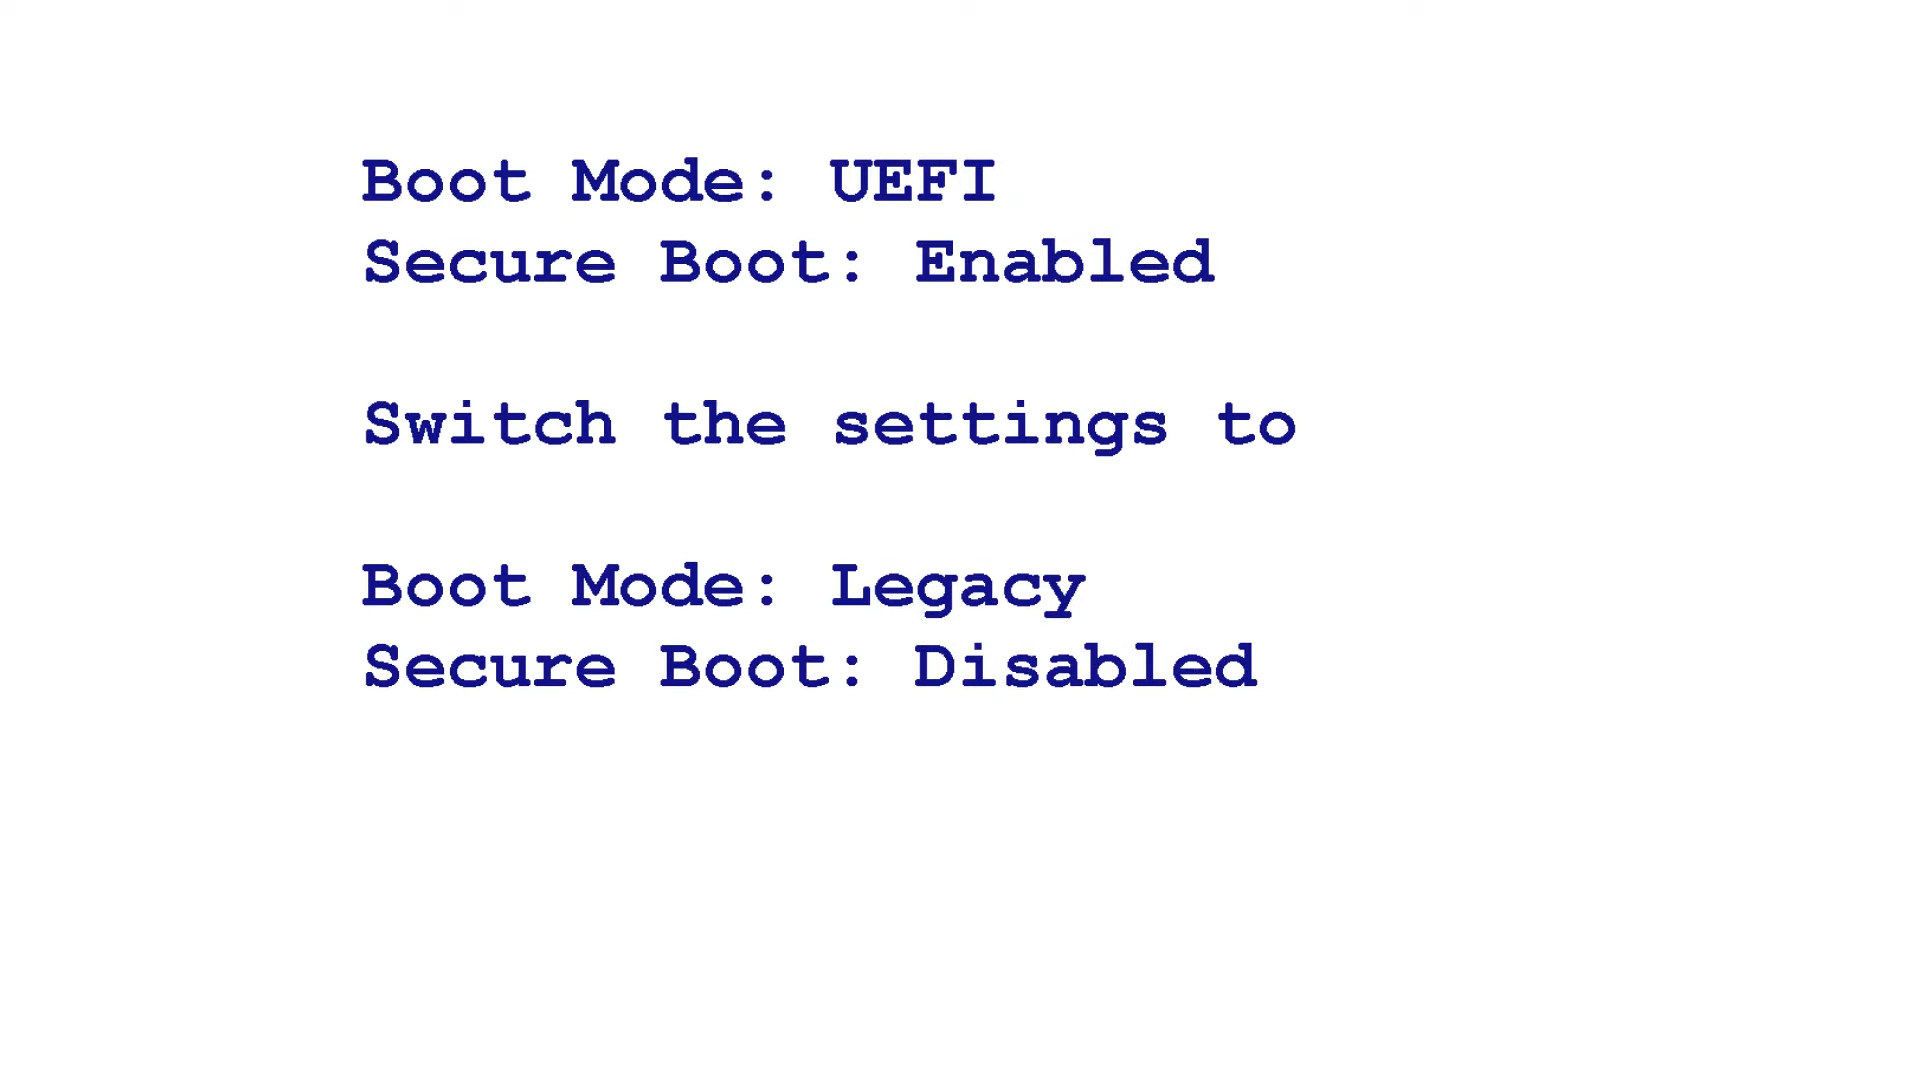 Boot Mode: UEFI
Secure Boot: Enabled
Switch the settings to
Boot Mode: Legacy
Secure Boot: Disabled